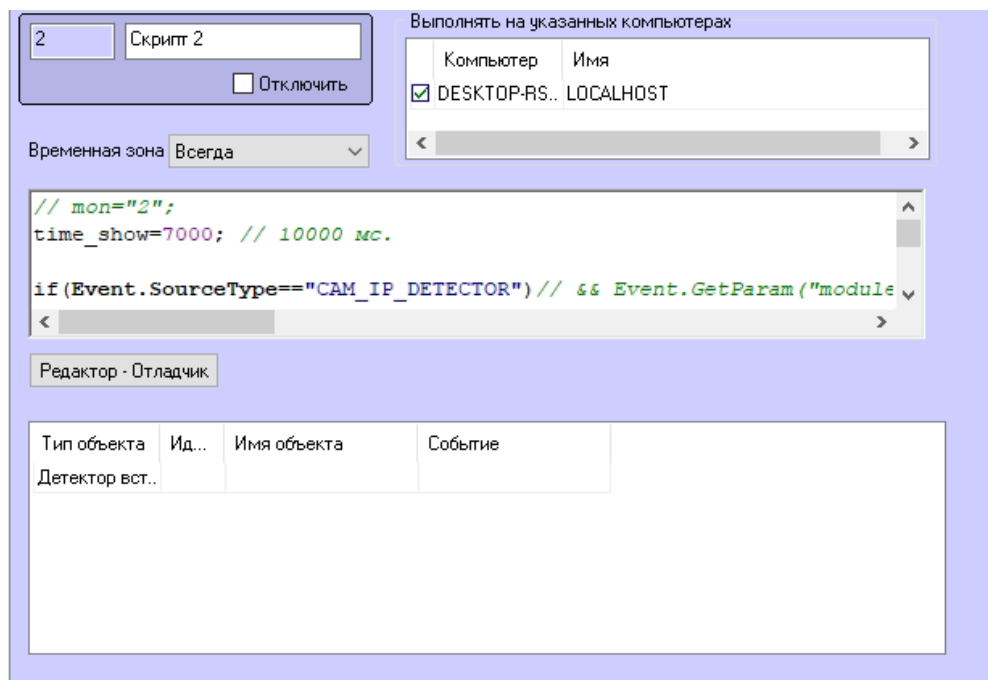 Выполнять на указанных компьютерах
2 Скрипт 2
Отключить
Компьютер Имя
DESKTOP-RS.. LOCALHOST
Временная зона Всегда
// mon="2";
time_show=7000; // 10000 мс.
if(Event.SourceType=="CAM_IP_DETECTOR")// && Event.GetParam("module
Редактор - Отладчик
Тип объекта Ид... Имя объекта Событие
Детектор вст..